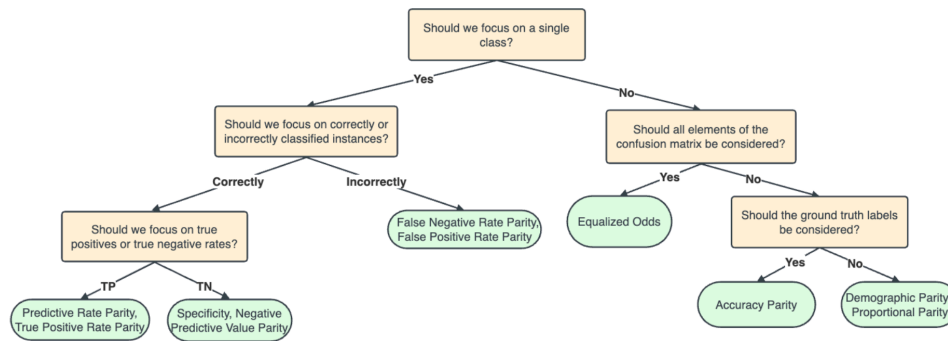 Should we focus on a single
class?
Yes
No
Should we focus on correctly or
incorrectly classified instances?
Should all elements of the
confusion matrix be considered?
Correctly
Incorrectly
Yes
No
Should we focus on true
positives or true negative rates?
False Negative Rate Parity,
False Positive Rate Parity
Equalized Odds
Should the ground truth labels
be considered?
TP
TN
Yes
No
Predictive Rate Parity,
True Positive Rate Parity
Specificity, Negative
Predictive Value Parity
Accuracy Parity
Demographic Parity
Proportional Parity